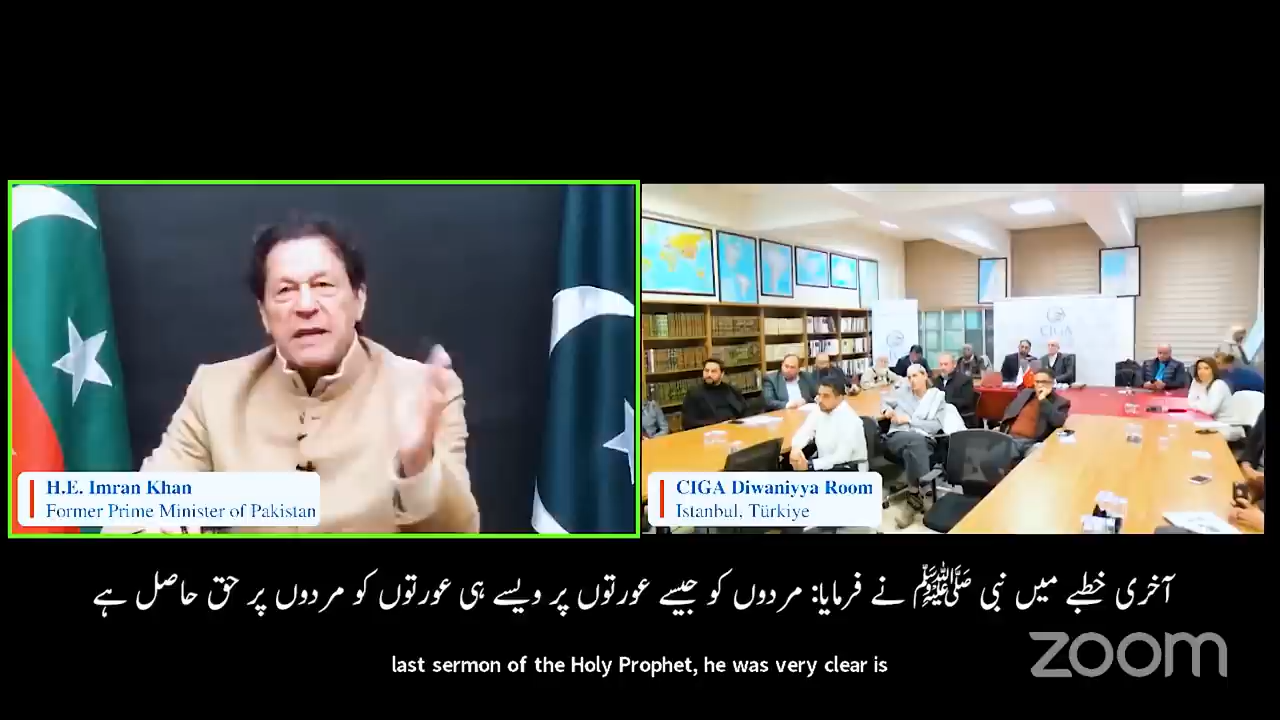 CIGA
H.E. Imran Khan
Former Prime Minister of Pakistan
CIGA Diwaniyya Room
Istanbul, Türkiye
آخری خطبے میں نبی ﷺ نے فرمایا: مردوں کو جیسے عورتوں پر ویسے ہی عورتوں کو مردوں پر حق حاصل ہے
last sermon of the Holy Prophet, he was very clear is
zoom